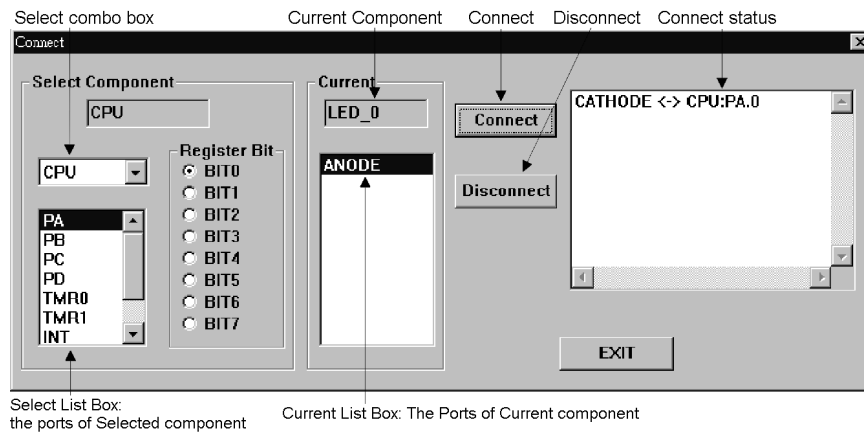 Select combo box
Current Component
Connect
Disconnect
Connect status
Connect
Select Component
CPU
CPU
Register Bit
BIT0
BIT1
BIT2
BIT3
BIT4
BIT5
BIT6
BIT7
PA
PB
PC
PD
TMR0
TMR1
INT
Current
LED_0
ANODE
Connect
Disconnect
CATHODE <-> CPU:PA.0
EXIT
Select List Box:
the ports of Selected component
Current List Box: The Ports of Current component